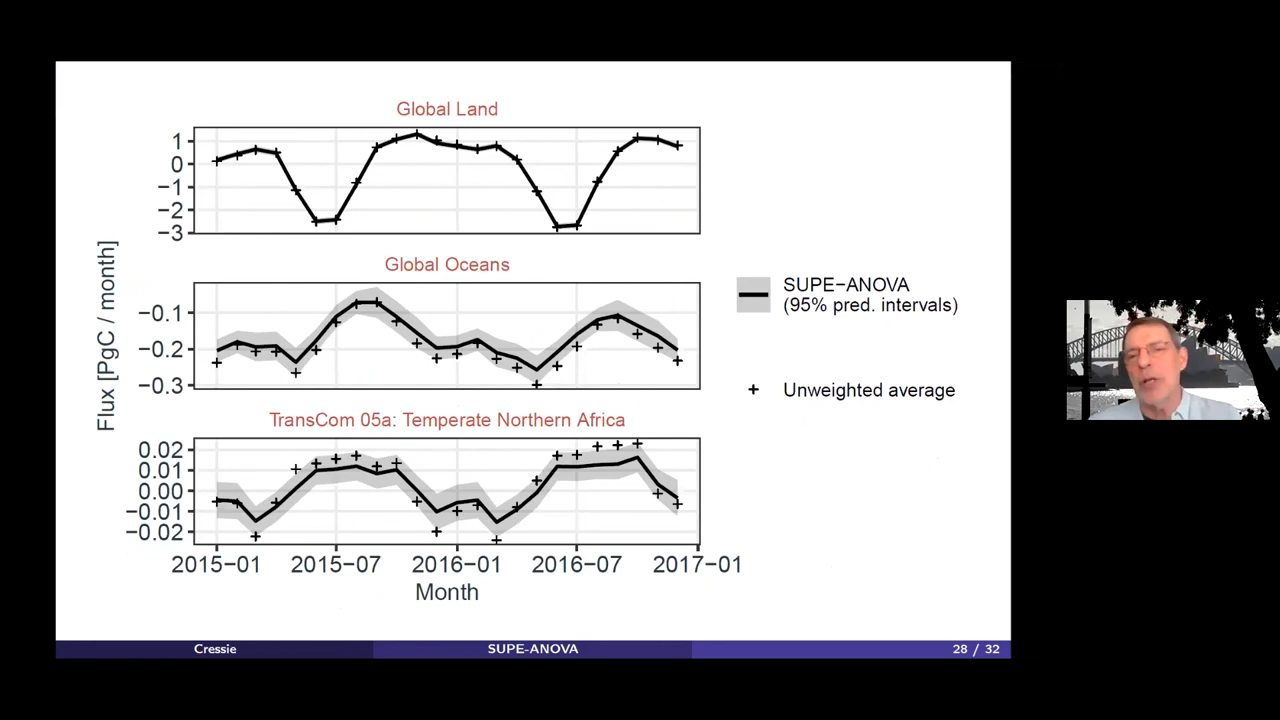 Global Land
1
0
−1
−2
−3
Global Oceans
−0.1
−0.2
−0.3
TransCom 05a: Temperate Northern Africa
0.02
0.01
0.00
−0.01
−0.02
2015−01 2015−07 2016−01 2016−07 2017−01
Month
Flux [PgC / month]
SUPE−ANOVA
(95% pred. intervals)
Unweighted average
Cressie SUPE-ANOVA 28 / 32